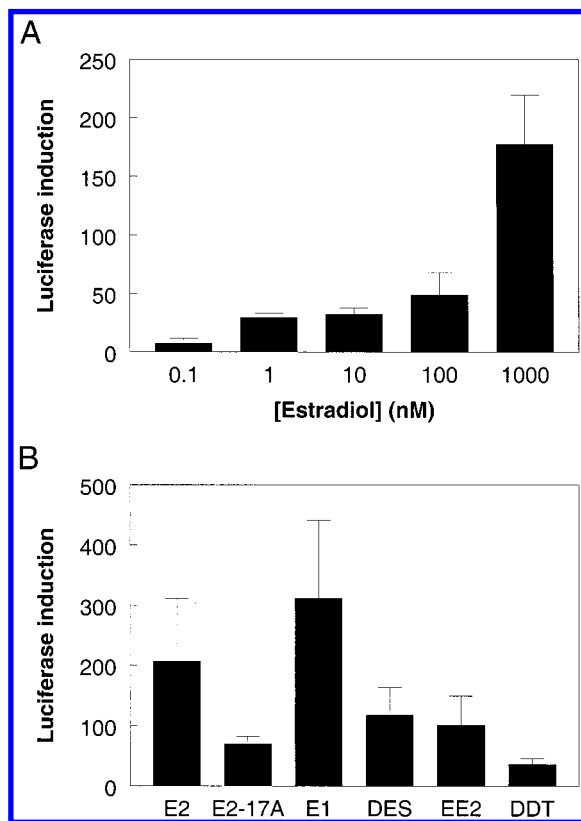 A
Luciferase induction
250
200
150
100
50
0
0.1 1 10 100 1000
[Estradiol] (nM)
B
Luciferase induction
500
400
300
200
100
0
E2 E2-17A E1 DES EE2 DDT